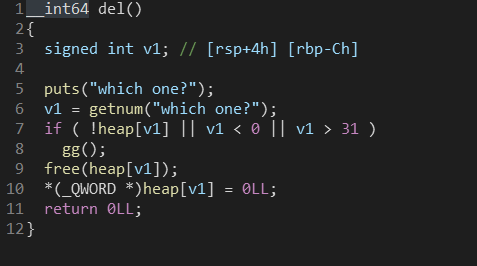 1 __int64 del()
2 {
3   signed int v1; // [rsp+4h] [rbp-Ch]
4
5   puts("which one?");
6   v1 = getnum("which one?");
7   if ( !heap[v1] || v1 < 0 || v1 > 31 )
8     gg();
9   free(heap[v1]);
10   *(_QWORD *)heap[v1] = 0LL;
11   return 0LL;
12 }